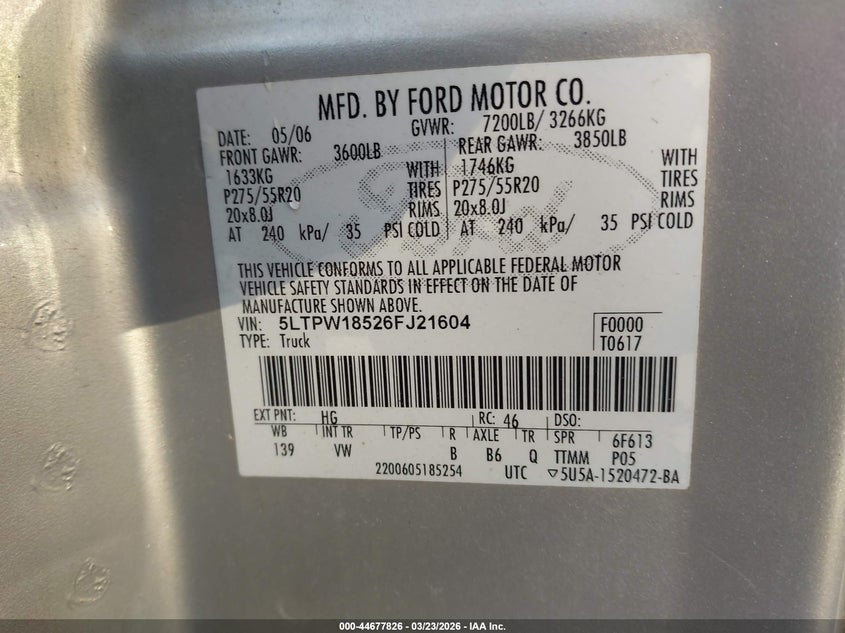 MFD. BY FORD MOTOR CO.
DATE: 05/06 GVWR: 7200LB/ 3266KG
FRONT GAWR: 3600LB REAR GAWR: 3850LB
1633KG WITH 1746KG WITH
P275/55R20 TIRES P275/55R20 TIRES
20x8.0J RIMS 20x8.0J RIMS
AT 240 kPa/ 35 PSI COLD AT 240 kPa/ 35 PSI COLD
Ford
THIS VEHICLE CONFORMS TO ALL APPLICABLE FEDERAL MOTOR
VEHICLE SAFETY STANDARDS IN EFFECT ON THE DATE OF
MANUFACTURE SHOWN ABOVE.
VIN: 5LTPW18526FJ21604 F0000
TYPE: Truck T0617
EXT PNT: HG RC: 46 DSO:
WB INT TR TP/PS R AXLE TR SPR 6F613
139 VW B B6 Q TTMM P05
2200605185254 UTC ▽5U5A-1520472-BA
000-44677826 - 03/23/2026 - IAA Inc.